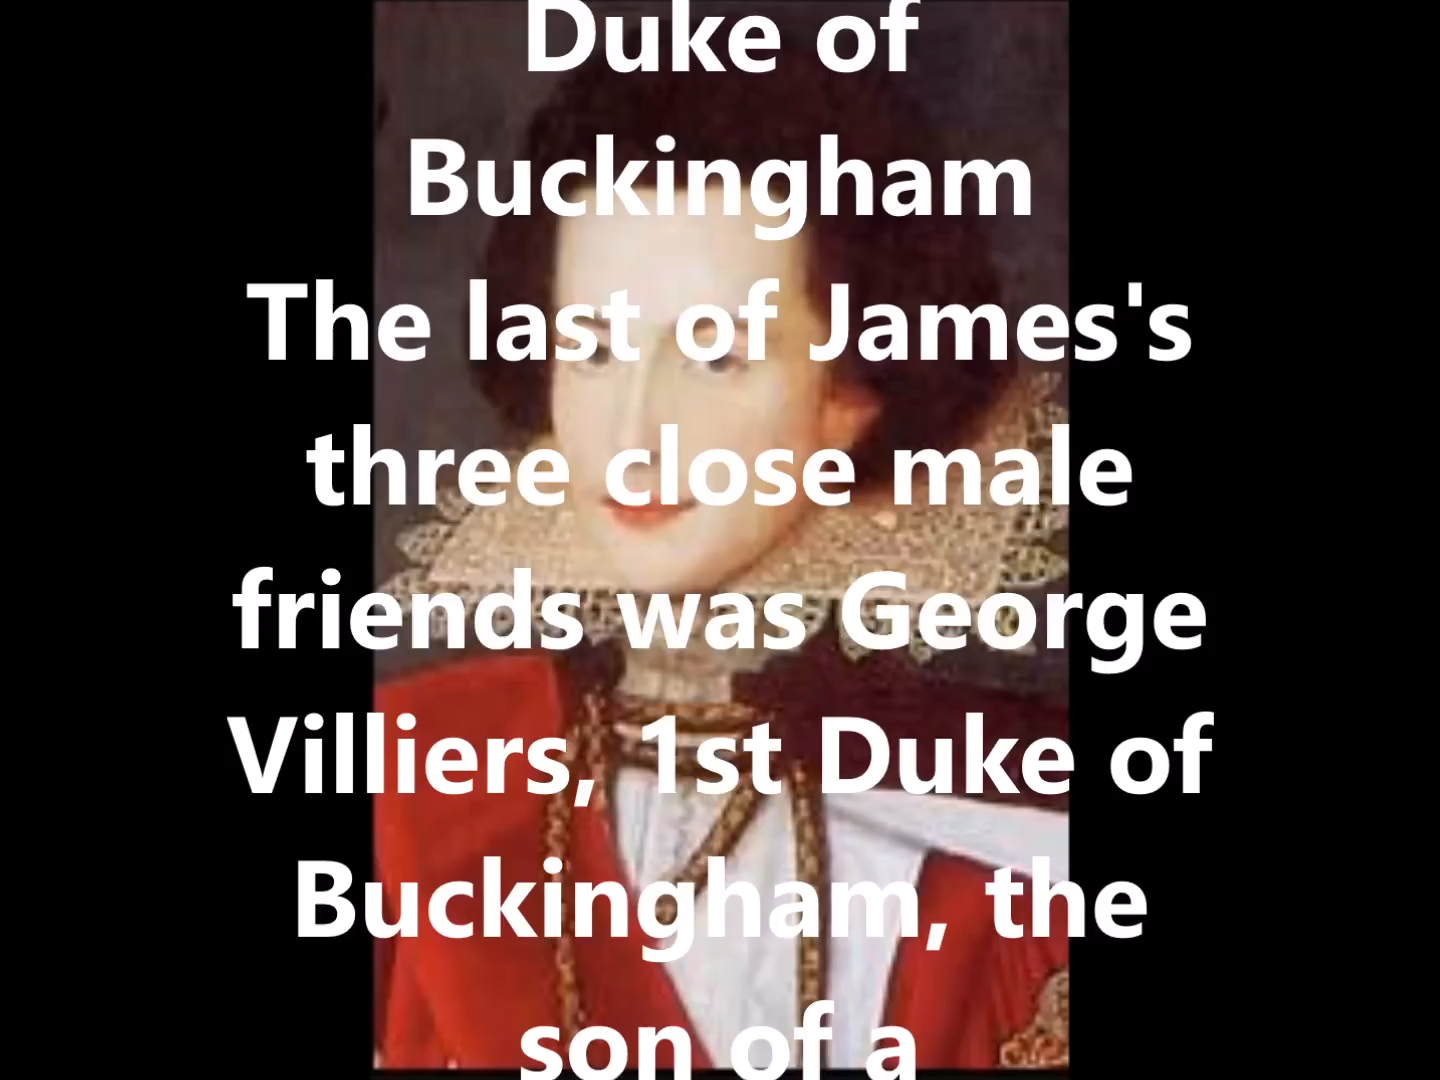 Duke of
Buckingham
The last of James's
three close male
friends was George
Villiers, 1st Duke of
Buckingham, the
son of a